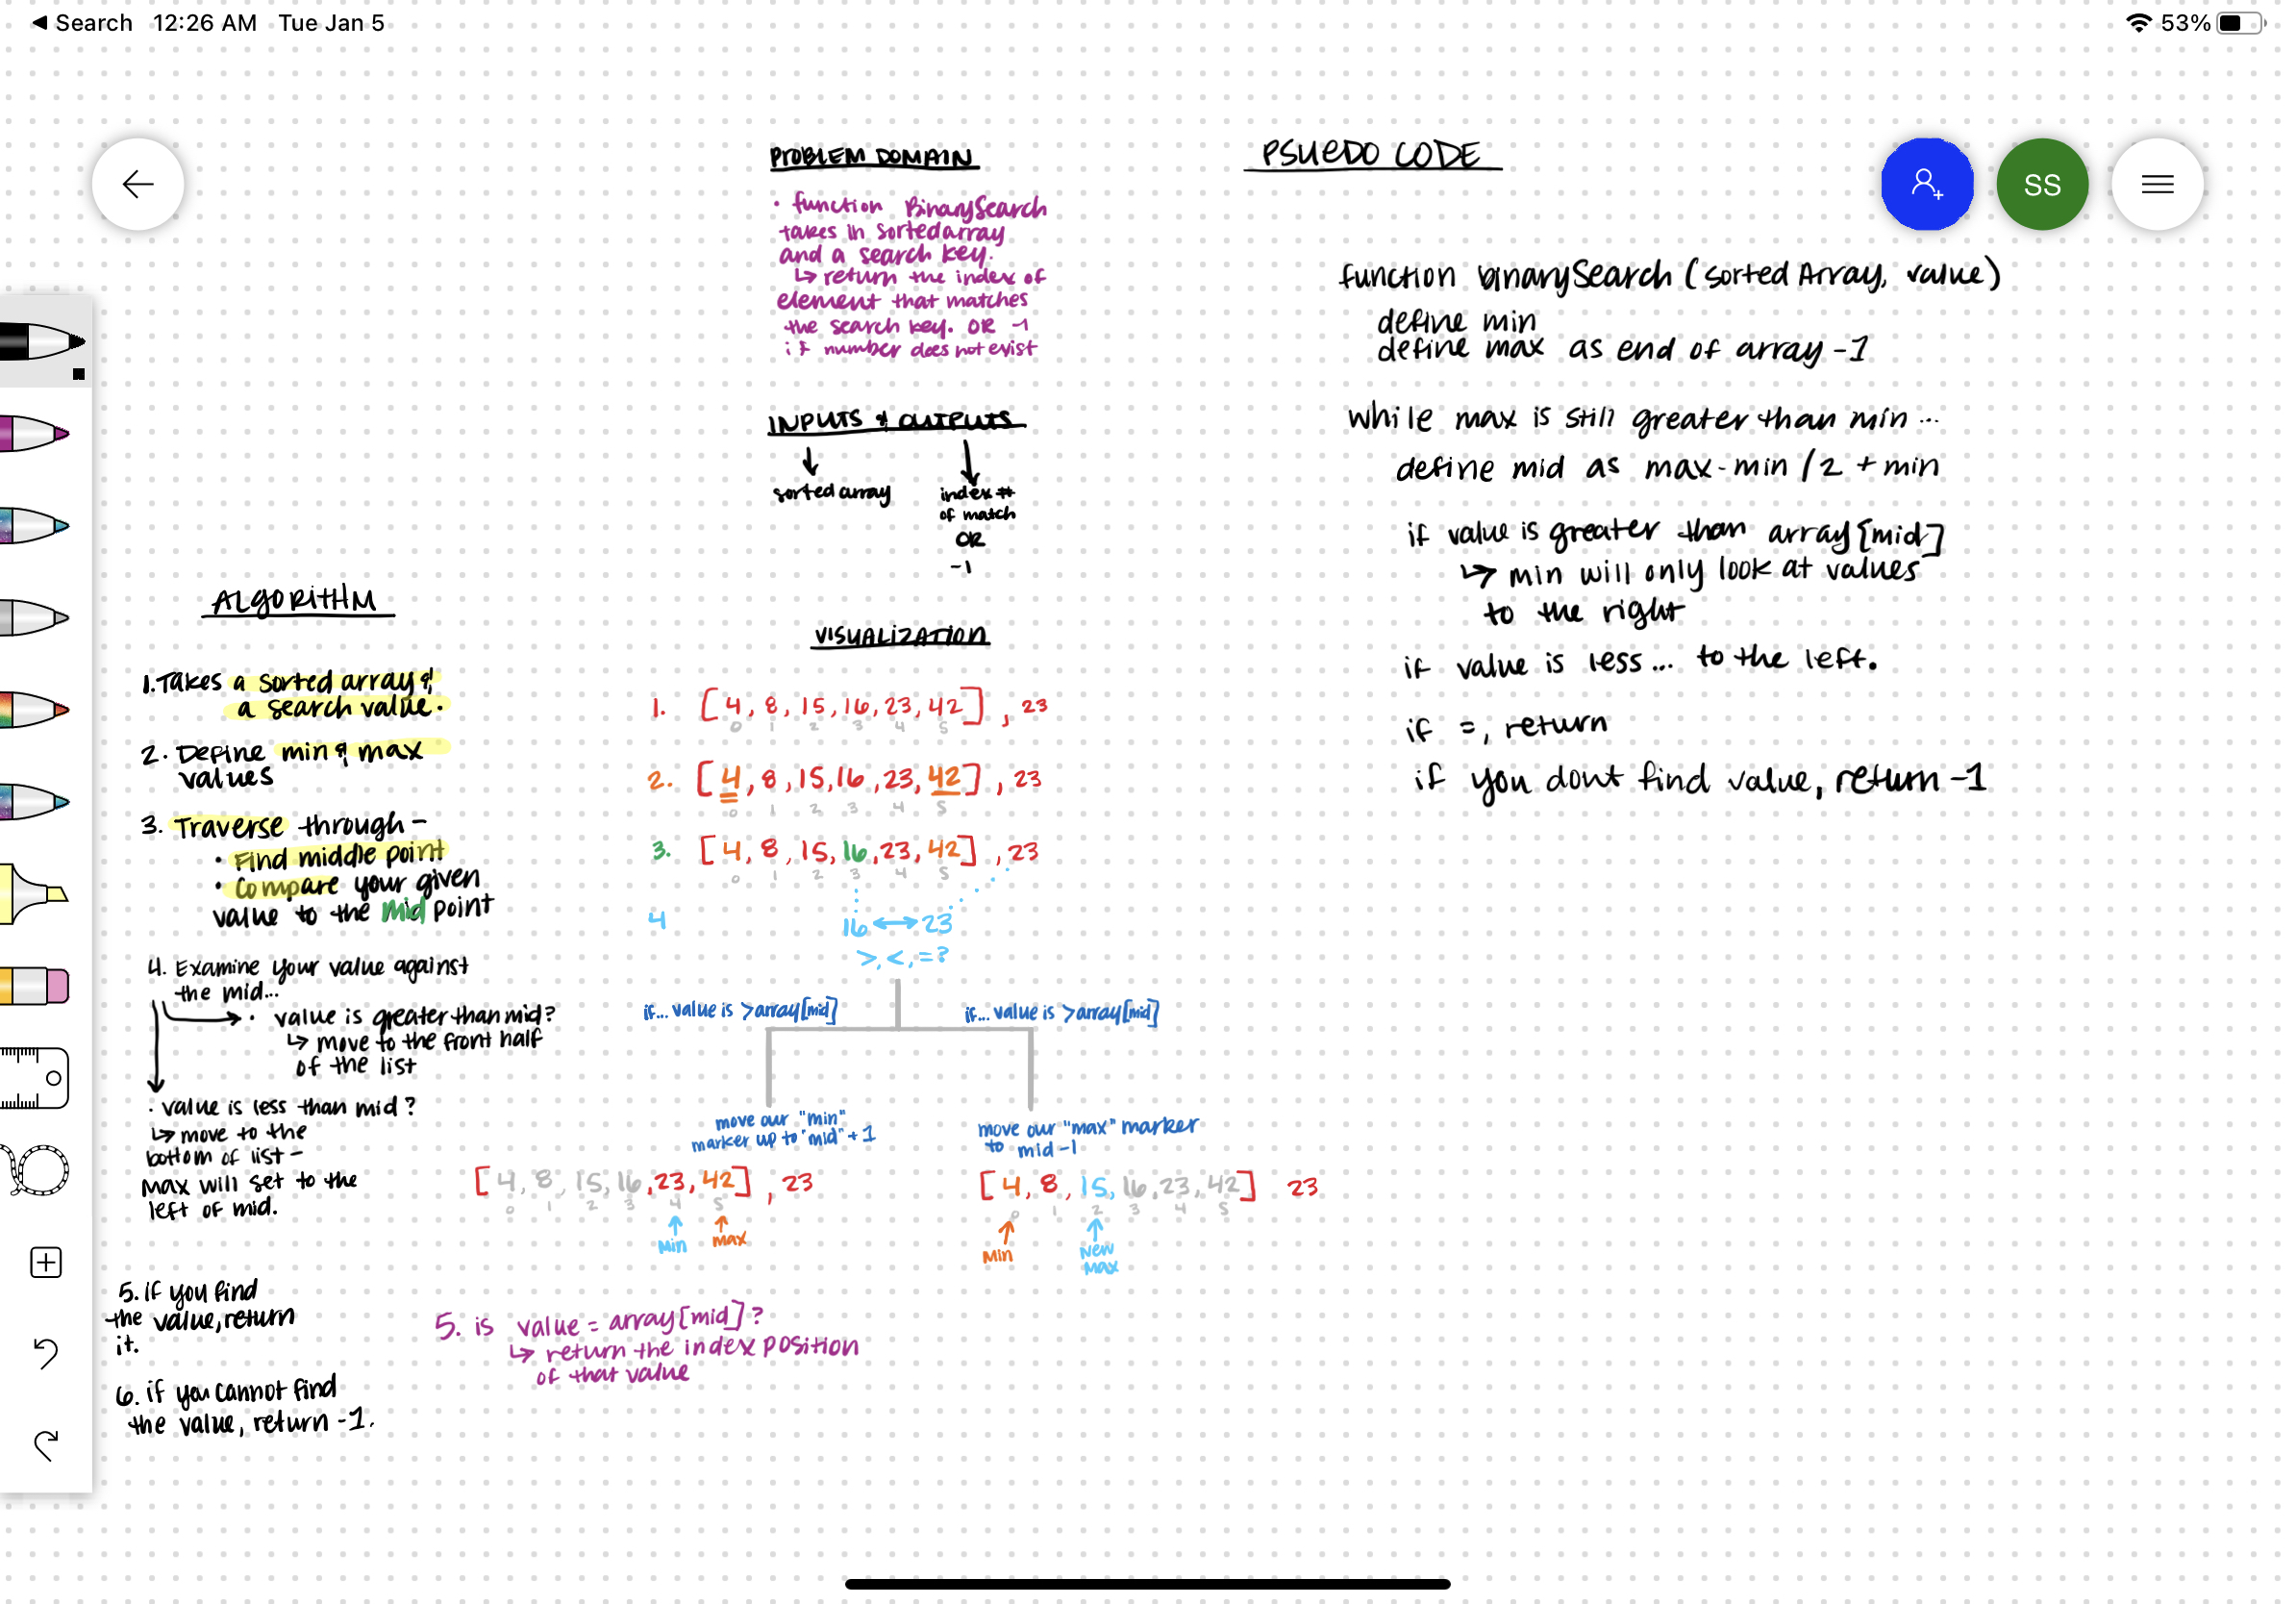 Search 12:26 AM Tue Jan 5
53%
SS
PROBLEM DOMAIN
• function BinarySearch
takes in sorted array
and a search key.
↳ return the index of
element that matches
the search key. OR -1
if number does not exist
INPUTS & OUTPUTS
sorted array
index #
of match
OR
-1
ALGORITHM
1. Takes a sorted array &
a search value.
2. Define min & max
values
3. Traverse through -
• Find middle point
• Compare your given
value to the mid point
4. Examine your value against
the mid...
• value is greater than mid?
↳ move to the front half
of the list
• value is less than mid?
↳ move to the
bottom of list -
max will set to the
left of mid.
5. if you find
the value, return
it.
6. if you cannot find
the value, return -1.
VISUALIZATION
1. [4, 8, 15, 16, 23, 42], 23
0 1 2 3 4 5
2. [4, 8, 15, 16, 23, 42], 23
0 1 2 3 4 5
3. [4, 8, 15, 16, 23, 42], 23
0 1 2 3 4 5
4 16 ↔ 23
>, <, =?
if... value is >array[mid]
if... value is >array[mid]
move our "min"
marker up to "mid" + 1
[4, 8, 15, 16, 23, 42], 23
0 1 2 3 4 5
Min max
move our "max" marker
to mid -1
[4, 8, 15, 16, 23, 42] 23
0 1 2 3 4 5
Min New
max
5. is value = array[mid]?
↳ return the index position
of that value
PSUEDO CODE
function binarySearch (sorted Array, value)
define min
define max as end of array -1
while max is still greater than min ...
define mid as max-min /2 + min
if value is greater than array[mid]
↳ min will only look at values
to the right
if value is less... to the left.
if =, return
if you dont find value, return -1